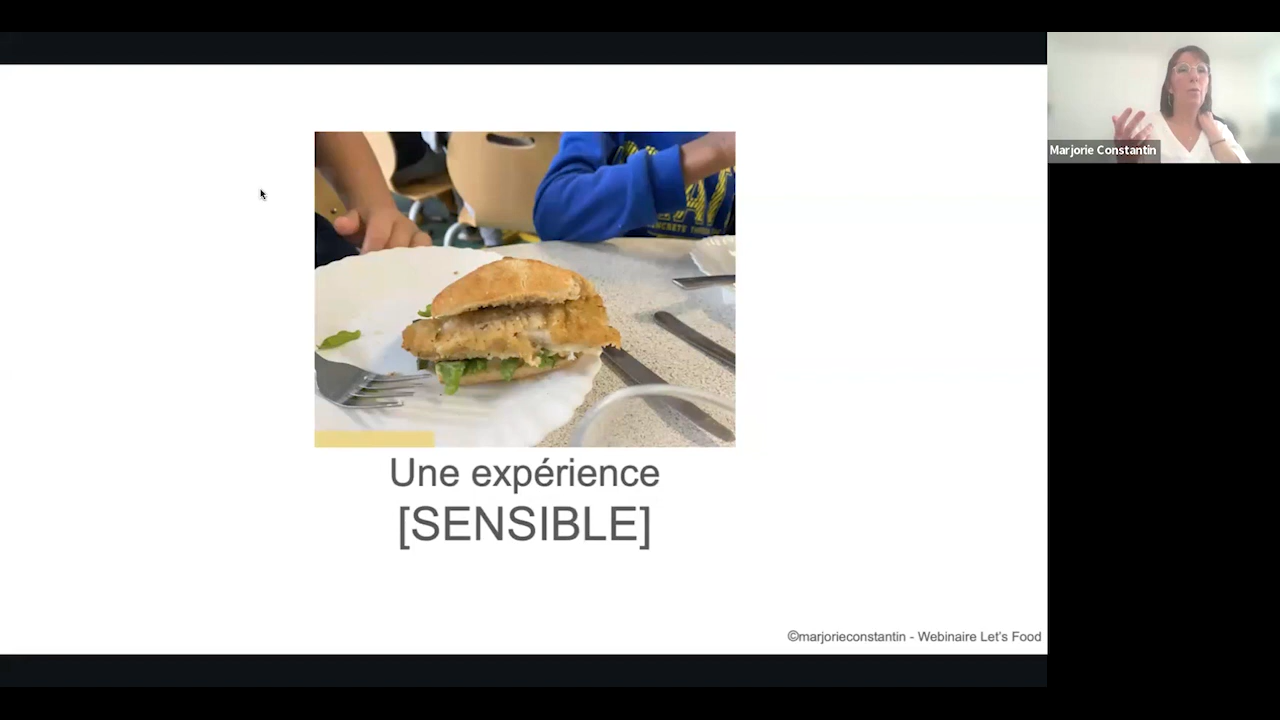 Marjorie Constantin
Une expérience
[SENSIBLE]
©marjorieconstantin - Webinaire Let's Food